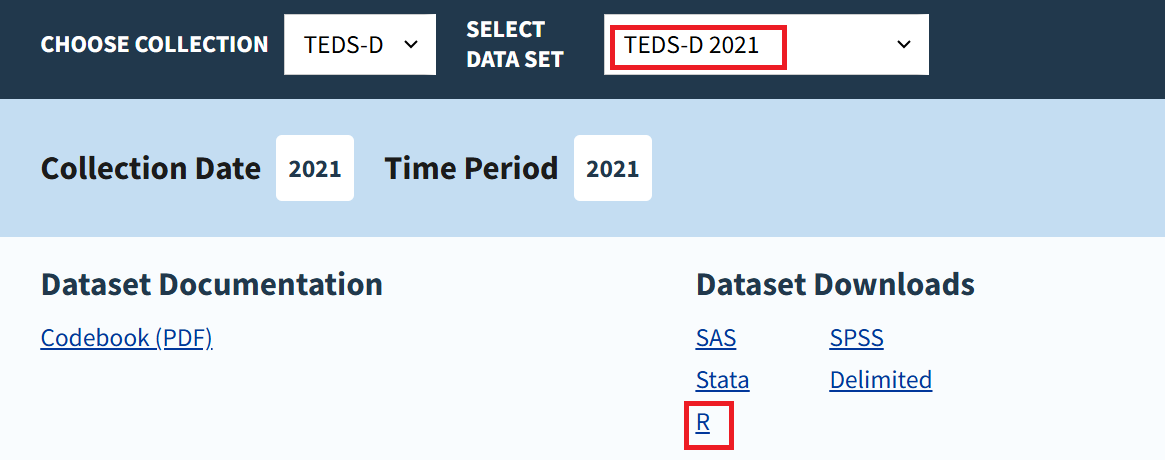 CHOOSE COLLECTION TEDS-D SELECT DATA SET TEDS-D 2021
Collection Date 2021 Time Period 2021
Dataset Documentation Dataset Downloads
Codebook (PDF) SAS SPSS
Stata Delimited
R